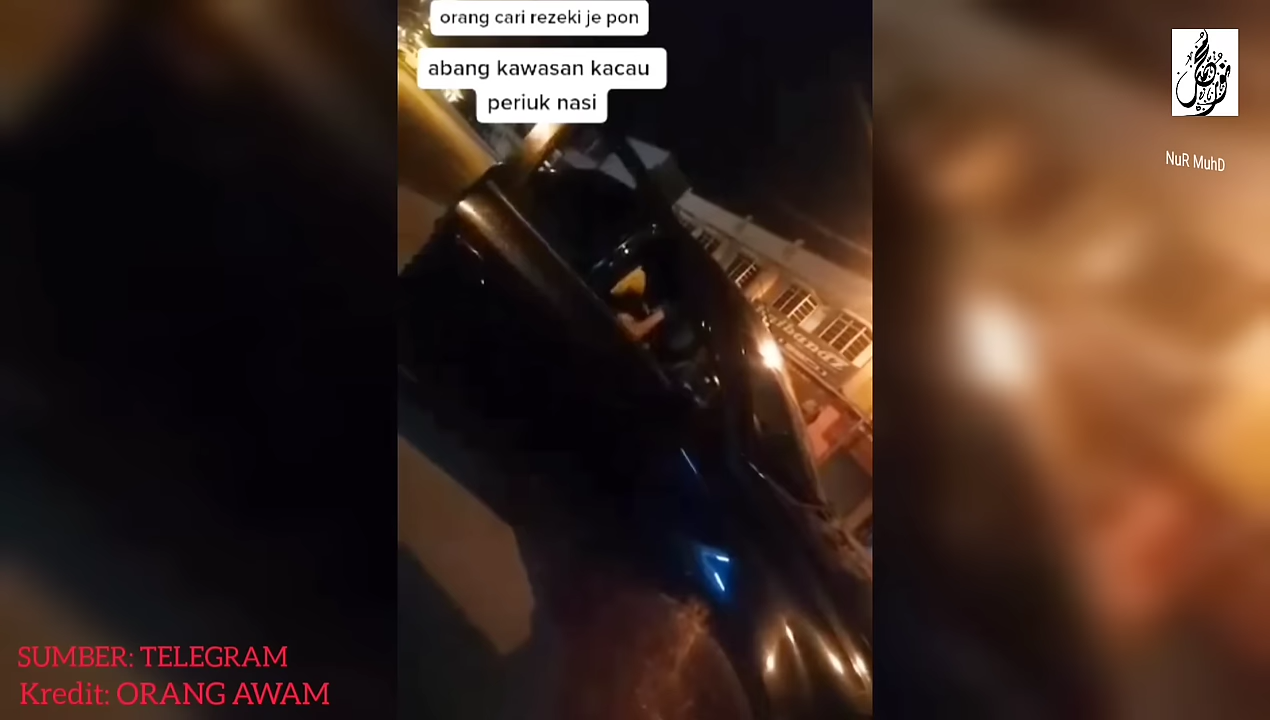 orang cari rezeki je pon
abang kawasan kacau
periuk nasi
NuR MuhD
SUMBER: TELEGRAM
Kredit: ORANG AWAM